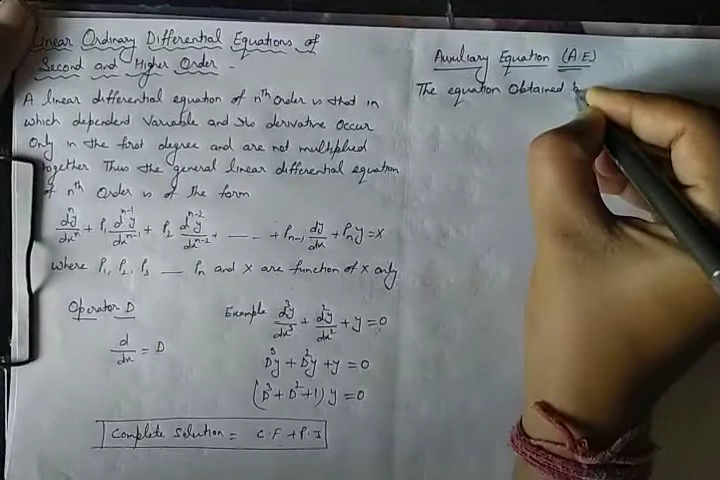 Linear Ordinary Differential Equations of
Second and Higher Order -
A linear differential equation of nth order is that in
which dependent variable and its derivative occur
Only in the first degree and are not multiplied
together Thus the general linear differential equation
of nth Order is of the form
dⁿy/dxⁿ + P₁ dⁿ⁻¹y/dxⁿ⁻¹ + P₂ dⁿ⁻²y/dxⁿ⁻² + ---- + Pₙ₋₁ dy/dx + Pₙy = X
where P₁, P₂, P₃ --- Pₙ and X are function of x only
Operator D
d/dx = D
Example d³y/dx³ + d²y/dx² + y = 0
D³y + D²y + y = 0
(D³ + D² + 1) y = 0
Complete Solution = C.F + P.I
Auxiliary Equation (A.E)
The equation Obtained